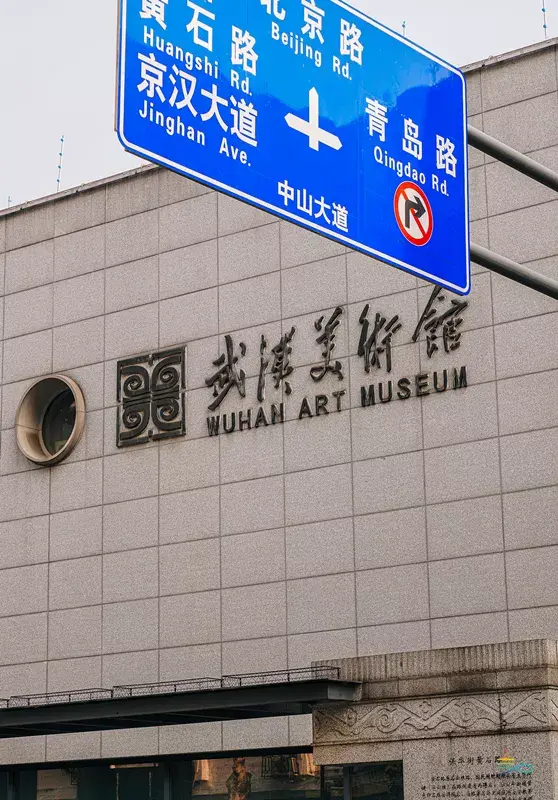 北京路
Beijing Rd.
黄石路
Huangshi Rd.
京汉大道
Jinghan Ave.
青岛路
Qingdao Rd.
中山大道
武漢美術館
WUHAN ART MUSEUM